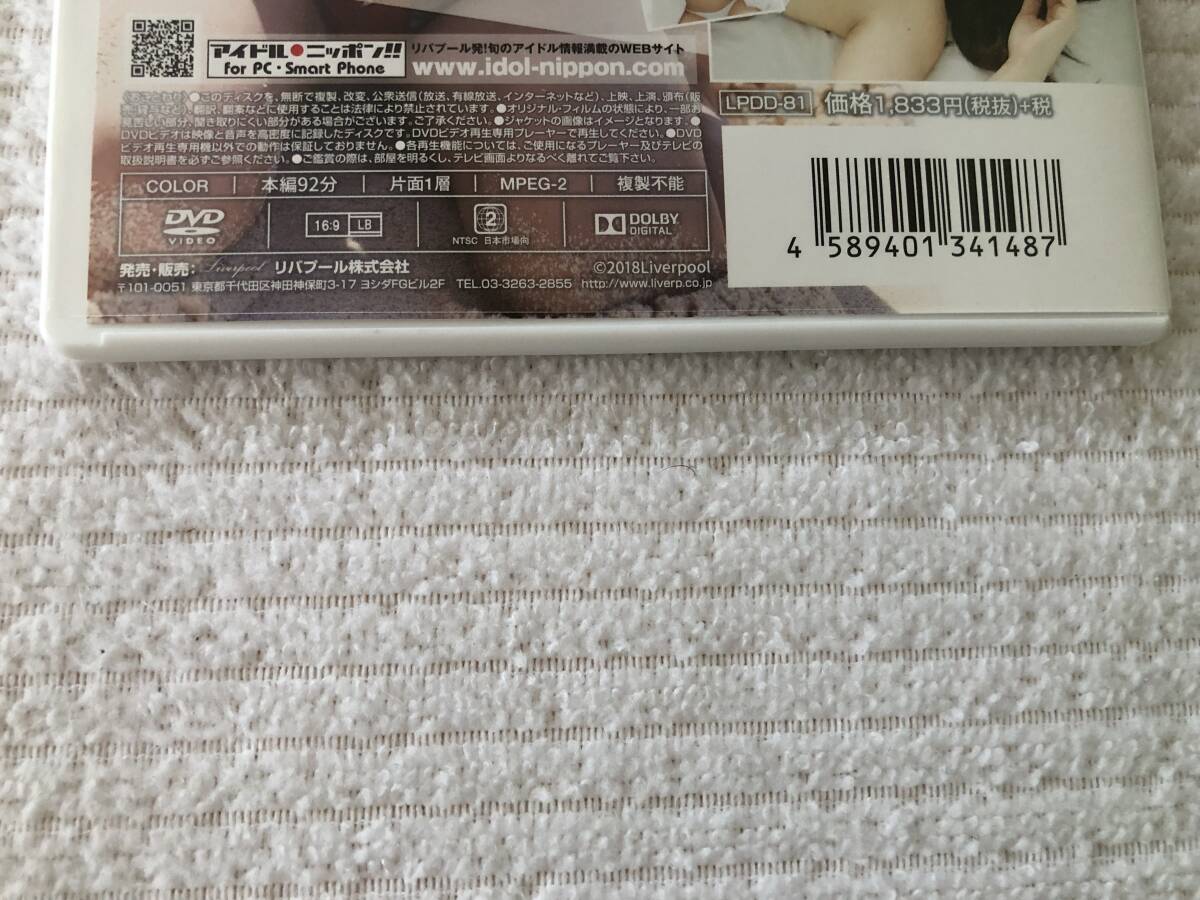 アイドル●ニッポン!!
for PC・Smart Phone
リバプール発!旬のアイドル情報満載のWEBサイト
www.idol-nippon.com
《おことわり》●このディスクを、無断で複製、改変、公衆送信(放送、有線放送、インターネットなど)、上映、上演、頒布(販
売、貸与など)、翻訳、翻案などに使用することは法律により禁止されています。●オリジナル・フィルムの状態により、一部お
見苦しい部分、聞き取りにくい部分がある場合がございます。ご了承ください。●ジャケットの画像はイメージとなります。●
DVDビデオは映像と音声を高密度に記録したディスクです。DVDビデオ再生専用プレーヤーで再生してください。●DVD
ビデオ再生専用機以外での動作は保証しておりません。●各再生機能については、ご使用になるプレーヤー及びテレビの
取扱説明書を必ずご参照ください。●ご鑑賞の際は、部屋を明るくし、テレビ画面よりなるべく離れてご覧下さい。
COLOR | 本編92分 | 片面1層 | MPEG-2 | 複製不能
DVD VIDEO
16:9 LB
2
NTSC 日本市場向
DOLBY DIGITAL
発売・販売: Liverpool リバプール株式会社 ©2018Liverpool
〒101-0051 東京都千代田区神田神保町3-17 ヨシダFGビル2F TEL.03-3263-2855 http://www.liverp.co.jp
LPDD-81 価格1,833円(税抜)+税
4 589401 341487